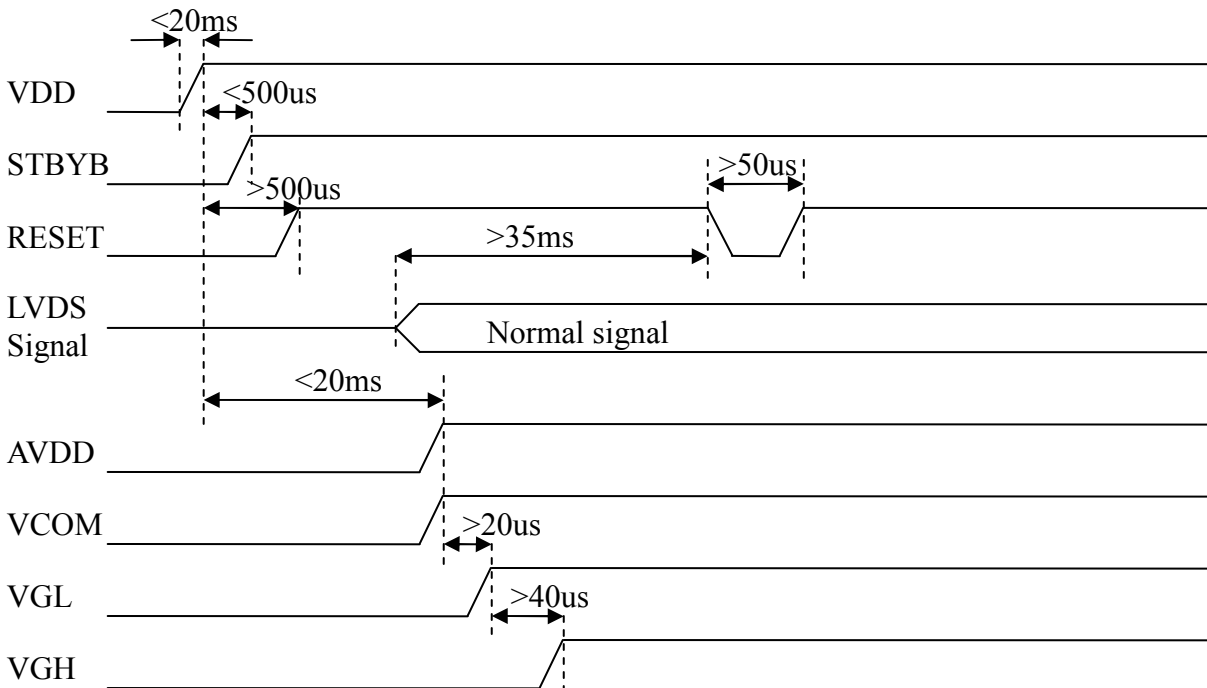 <20ms
VDD
<500us
STBYB
>50us
>500us
RESET
>35ms
LVDS
Signal
Normal signal
<20ms
AVDD
VCOM
>20us
VGL
>40us
VGH